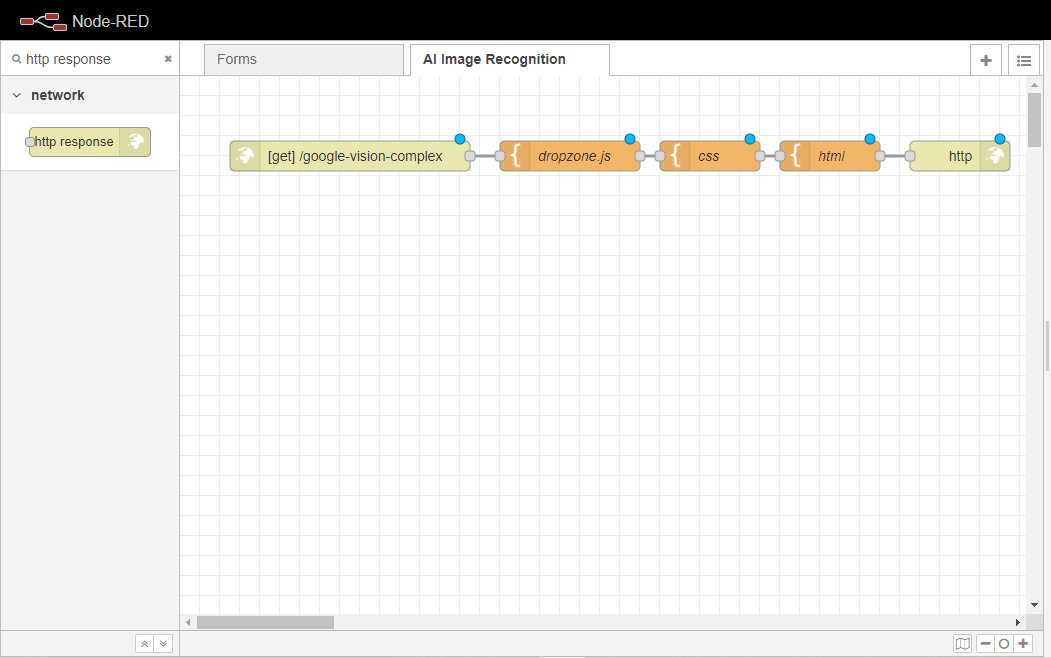 Node-RED
http response
Forms
AI Image Recognition
network
http response
[get] /google-vision-complex
dropzone.js
css
html
http